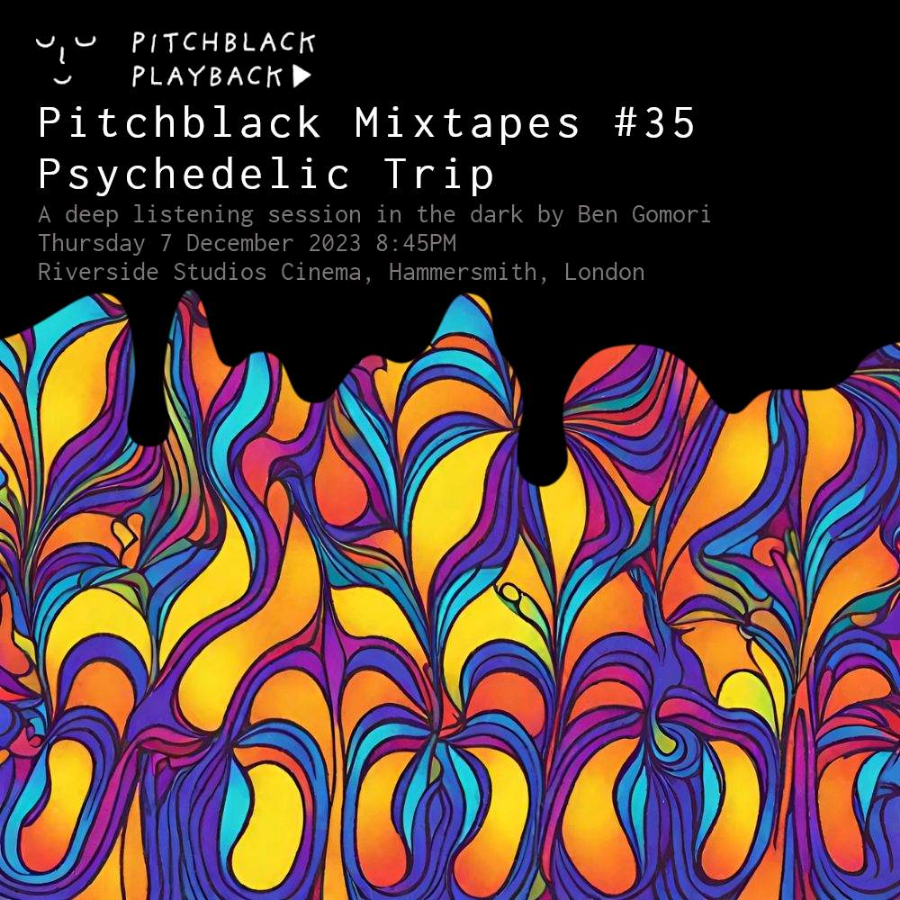 PITCHBLACK
PLAYBACK
Pitchblack Mixtapes #35
Psychedelic Trip
A deep listening session in the dark by Ben Gomori
Thursday 7 December 2023 8:45PM
Riverside Studios Cinema, Hammersmith, London